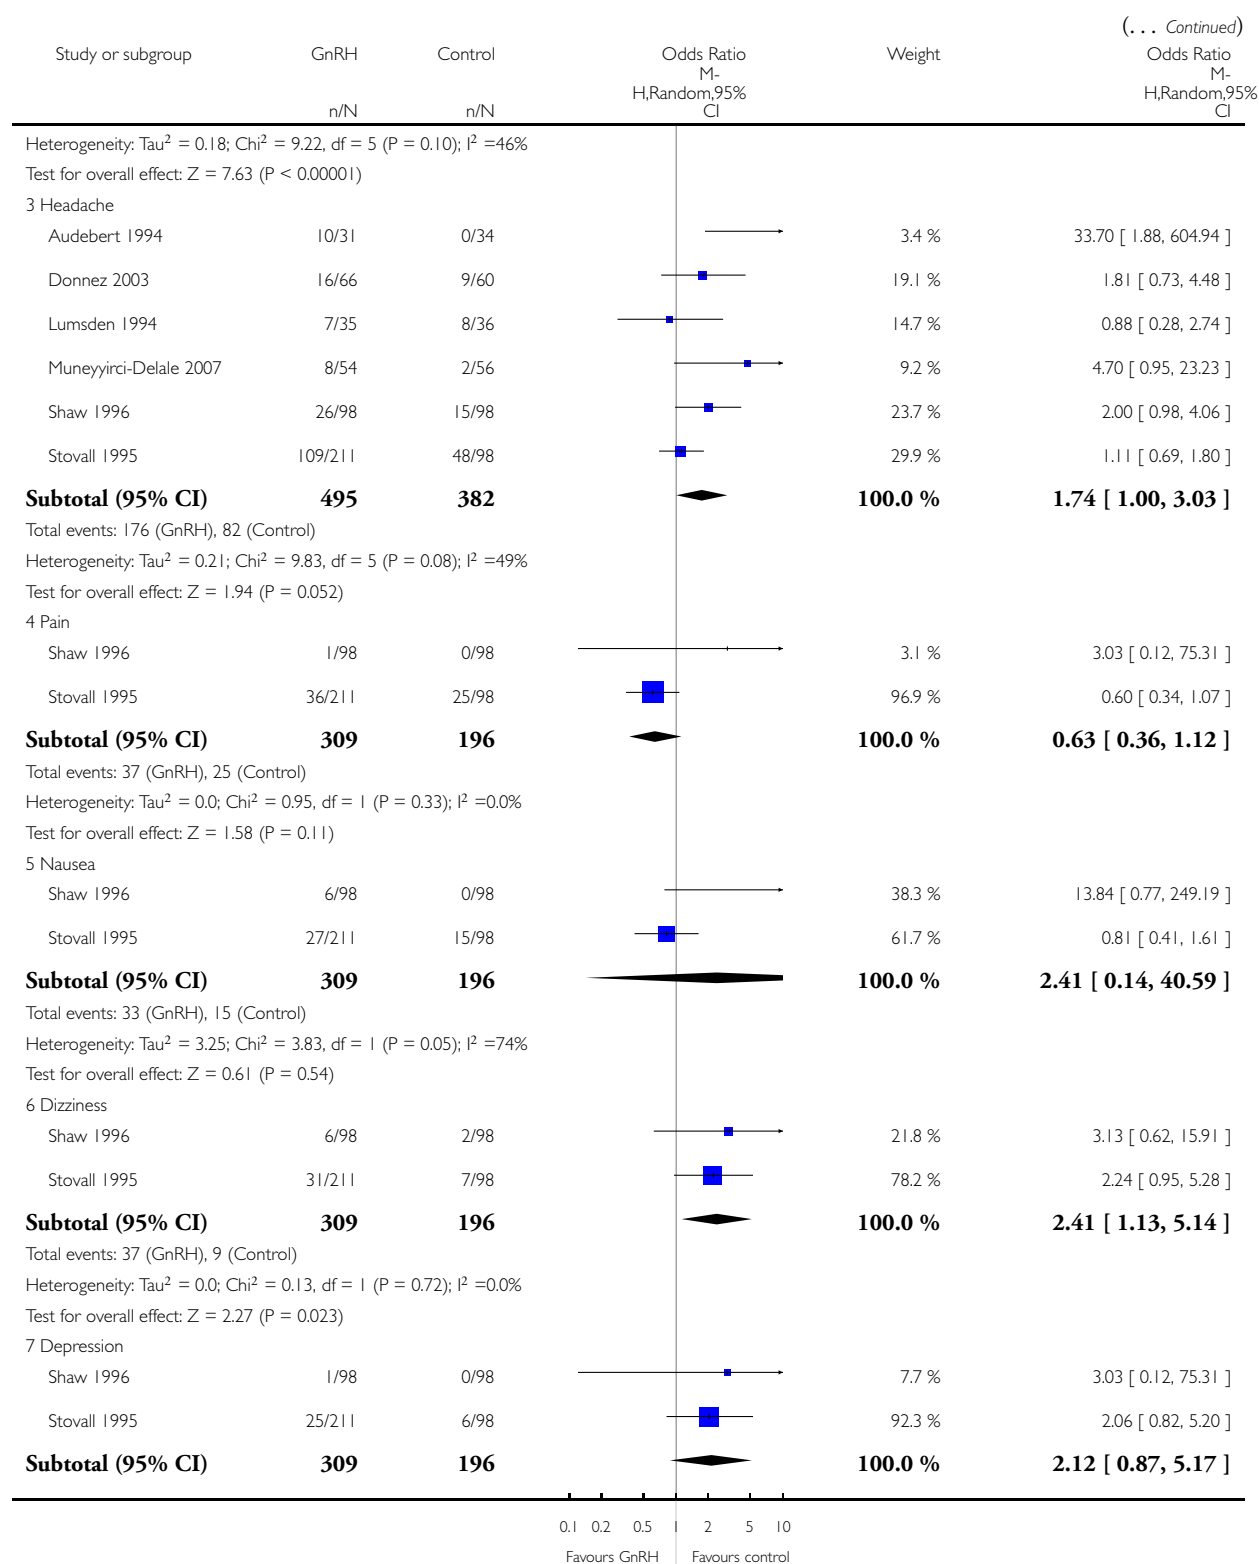 (... Continued)
Study or subgroup GnRH Control Odds Ratio Weight Odds Ratio
M- M-
H,Random,95% H,Random,95%
n/N n/N CI CI
Heterogeneity: Tau² = 0.18; Chi² = 9.22, df = 5 (P = 0.10); I² =46%
Test for overall effect: Z = 7.63 (P < 0.00001)
3 Headache
Audebert 1994 10/31 0/34 3.4 % 33.70 [ 1.88, 604.94 ]
Donnez 2003 16/66 9/60 19.1 % 1.81 [ 0.73, 4.48 ]
Lumsden 1994 7/35 8/36 14.7 % 0.88 [ 0.28, 2.74 ]
Muneyyirci-Delale 2007 8/54 2/56 9.2 % 4.70 [ 0.95, 23.23 ]
Shaw 1996 26/98 15/98 23.7 % 2.00 [ 0.98, 4.06 ]
Stovall 1995 109/211 48/98 29.9 % 1.11 [ 0.69, 1.80 ]
Subtotal (95% CI) 495 382 100.0 % 1.74 [ 1.00, 3.03 ]
Total events: 176 (GnRH), 82 (Control)
Heterogeneity: Tau² = 0.21; Chi² = 9.83, df = 5 (P = 0.08); I² =49%
Test for overall effect: Z = 1.94 (P = 0.052)
4 Pain
Shaw 1996 1/98 0/98 3.1 % 3.03 [ 0.12, 75.31 ]
Stovall 1995 36/211 25/98 96.9 % 0.60 [ 0.34, 1.07 ]
Subtotal (95% CI) 309 196 100.0 % 0.63 [ 0.36, 1.12 ]
Total events: 37 (GnRH), 25 (Control)
Heterogeneity: Tau² = 0.0; Chi² = 0.95, df = 1 (P = 0.33); I² =0.0%
Test for overall effect: Z = 1.58 (P = 0.11)
5 Nausea
Shaw 1996 6/98 0/98 38.3 % 13.84 [ 0.77, 249.19 ]
Stovall 1995 27/211 15/98 61.7 % 0.81 [ 0.41, 1.61 ]
Subtotal (95% CI) 309 196 100.0 % 2.41 [ 0.14, 40.59 ]
Total events: 33 (GnRH), 15 (Control)
Heterogeneity: Tau² = 3.25; Chi² = 3.83, df = 1 (P = 0.05); I² =74%
Test for overall effect: Z = 0.61 (P = 0.54)
6 Dizziness
Shaw 1996 6/98 2/98 21.8 % 3.13 [ 0.62, 15.91 ]
Stovall 1995 31/211 7/98 78.2 % 2.24 [ 0.95, 5.28 ]
Subtotal (95% CI) 309 196 100.0 % 2.41 [ 1.13, 5.14 ]
Total events: 37 (GnRH), 9 (Control)
Heterogeneity: Tau² = 0.0; Chi² = 0.13, df = 1 (P = 0.72); I² =0.0%
Test for overall effect: Z = 2.27 (P = 0.023)
7 Depression
Shaw 1996 1/98 0/98 7.7 % 3.03 [ 0.12, 75.31 ]
Stovall 1995 25/211 6/98 92.3 % 2.06 [ 0.82, 5.20 ]
Subtotal (95% CI) 309 196 100.0 % 2.12 [ 0.87, 5.17 ]
0.1 0.2 0.5 1 2 5 10
Favours GnRH Favours control